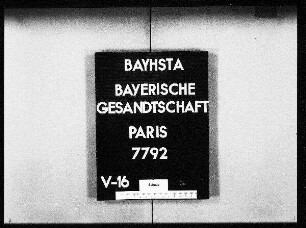 BAYHSTA
BAYERISCHE
GESANDTSCHAFT
PARIS
7792
V-16